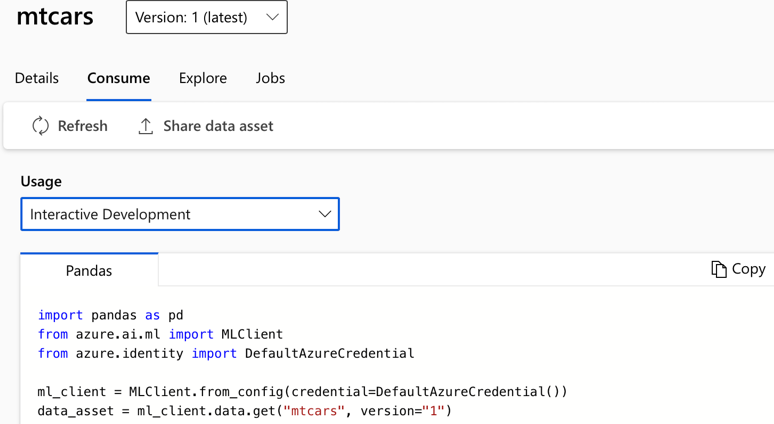 mtcars
Version: 1 (latest)
Details Consume Explore Jobs
Refresh Share data asset
Usage
Interactive Development
Pandas
Copy
import pandas as pd
from azure.ai.ml import MLClient
from azure.identity import DefaultAzureCredential
ml_client = MLClient.from_config(credential=DefaultAzureCredential())
data_asset = ml_client.data.get("mtcars", version="1")